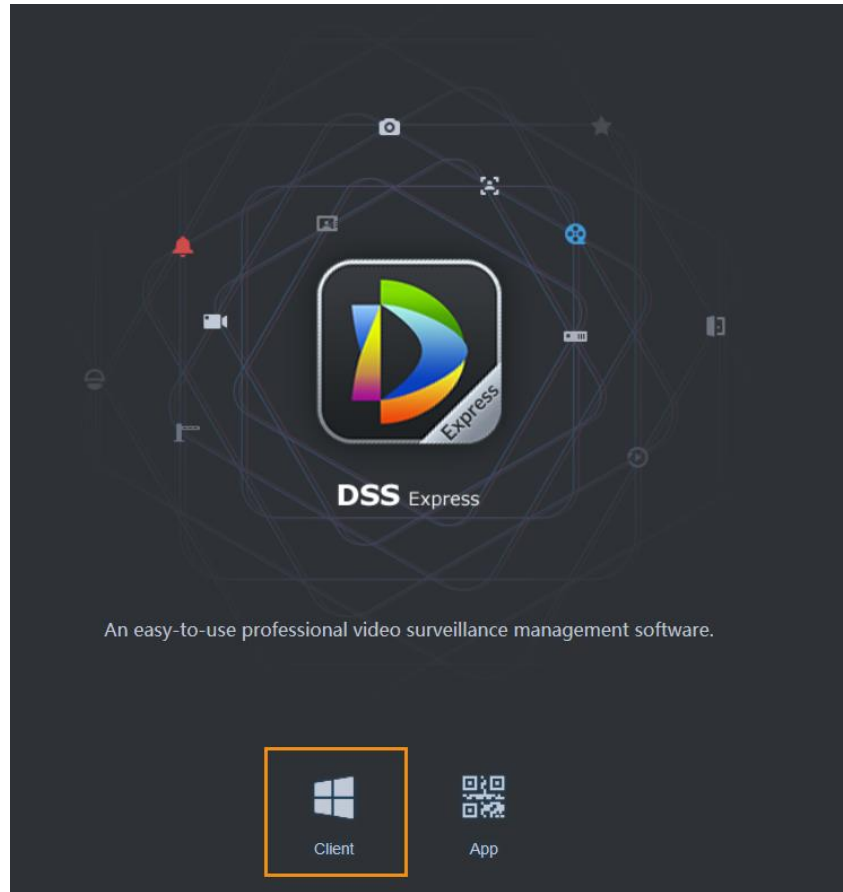 Express
DSS Express
An easy-to-use professional video surveillance management software.
Client
App